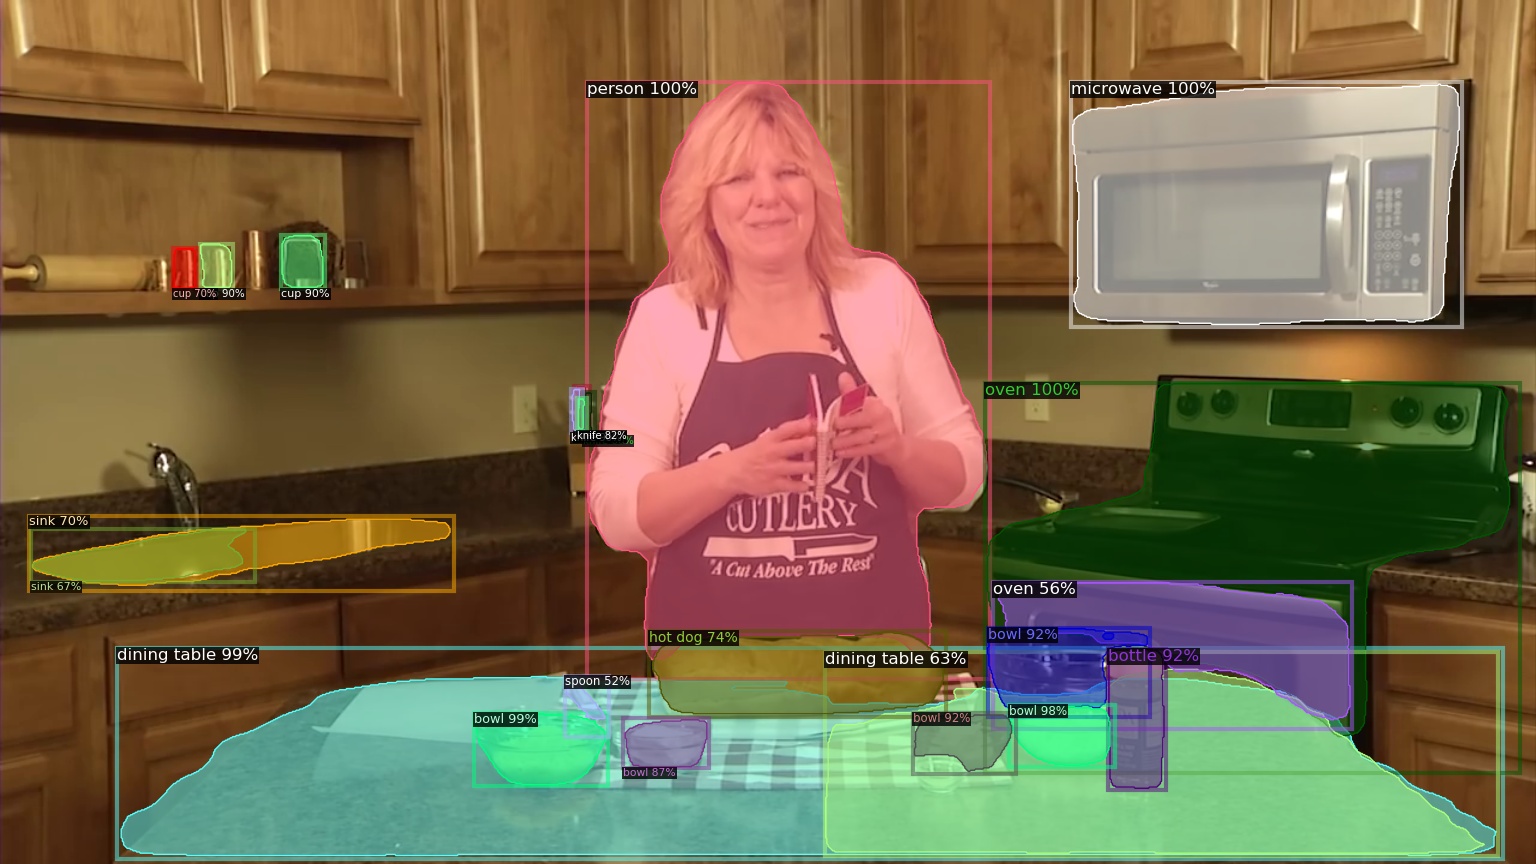 person 100%
microwave 100%
cup 70%
90%
cup 90%
oven 100%
knife 82%
CUTLERY
"A Cut Above The Rest"
sink 70%
sink 67%
oven 56%
hot dog 74%
bowl 92%
dining table 99%
dining table 63%
bottle 92%
spoon 52%
bowl 99%
bowl 92%
bowl 98%
bowl 87%